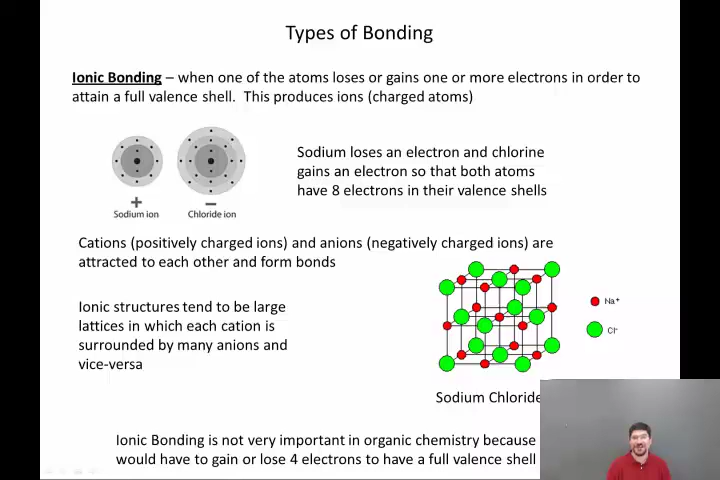 Types of Bonding
Ionic Bonding – when one of the atoms loses or gains one or more electrons in order to
attain a full valence shell. This produces ions (charged atoms)
Sodium loses an electron and chlorine
gains an electron so that both atoms
have 8 electrons in their valence shells
+
−
Sodium ion
Chloride ion
Cations (positively charged ions) and anions (negatively charged ions) are
attracted to each other and form bonds
Ionic structures tend to be large
lattices in which each cation is
surrounded by many anions and
vice-versa
Na+
Cl-
Sodium Chloride
Ionic Bonding is not very important in organic chemistry because
would have to gain or lose 4 electrons to have a full valence shell